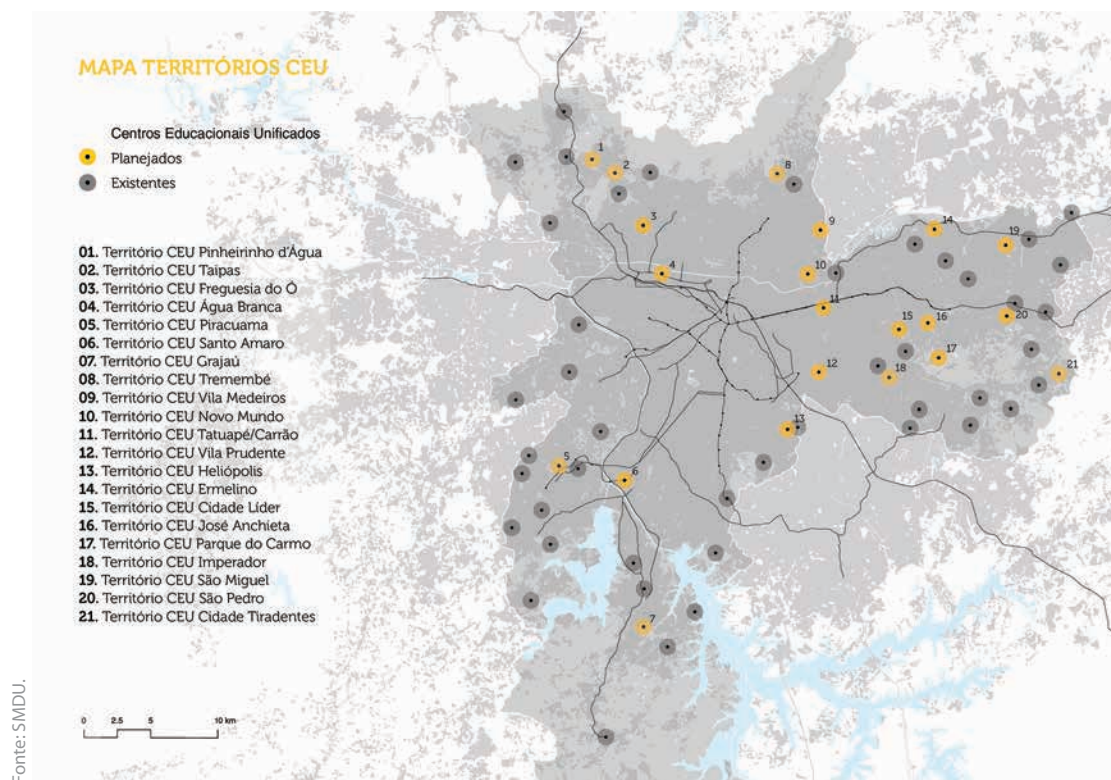 MAPA TERRITÓRIOS CEU
Centros Educacionais Unificados
Planejados
Existentes
01. Território CEU Pinheirinho d'Água
02. Território CEU Taipas
03. Território CEU Freguesia do Ó
04. Território CEU Água Branca
05. Território CEU Piracuama
06. Território CEU Santo Amaro
07. Território CEU Grajaú
08. Território CEU Tremembé
09. Território CEU Vila Medeiros
10. Território CEU Novo Mundo
11. Território CEU Tatuapé/Carrão
12. Território CEU Vila Prudente
13. Território CEU Heliópolis
14. Território CEU Ermelino
15. Território CEU Cidade Líder
16. Território CEU José Anchieta
17. Território CEU Parque do Carmo
18. Território CEU Imperador
19. Território CEU São Miguel
20. Território CEU São Pedro
21. Território CEU Cidade Tiradentes
0 2.5 5 10 km
Fonte: SMDU.
1
2
8
3
9
14
19
4
10
11
15
16
20
17
12
18
21
13
5
6
7